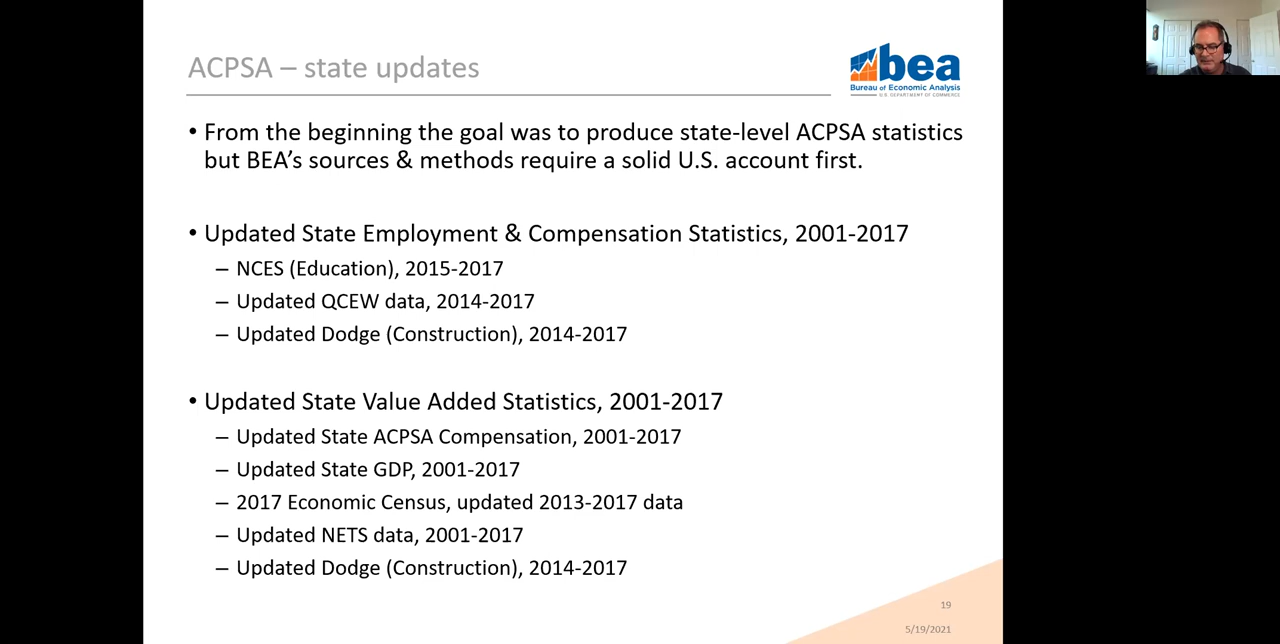 ACPSA – state updates
bea
Bureau of Economic Analysis
U.S. DEPARTMENT OF COMMERCE
• From the beginning the goal was to produce state-level ACPSA statistics
but BEA's sources & methods require a solid U.S. account first.
• Updated State Employment & Compensation Statistics, 2001-2017
– NCES (Education), 2015-2017
– Updated QCEW data, 2014-2017
– Updated Dodge (Construction), 2014-2017
• Updated State Value Added Statistics, 2001-2017
– Updated State ACPSA Compensation, 2001-2017
– Updated State GDP, 2001-2017
– 2017 Economic Census, updated 2013-2017 data
– Updated NETS data, 2001-2017
– Updated Dodge (Construction), 2014-2017
19
5/19/2021